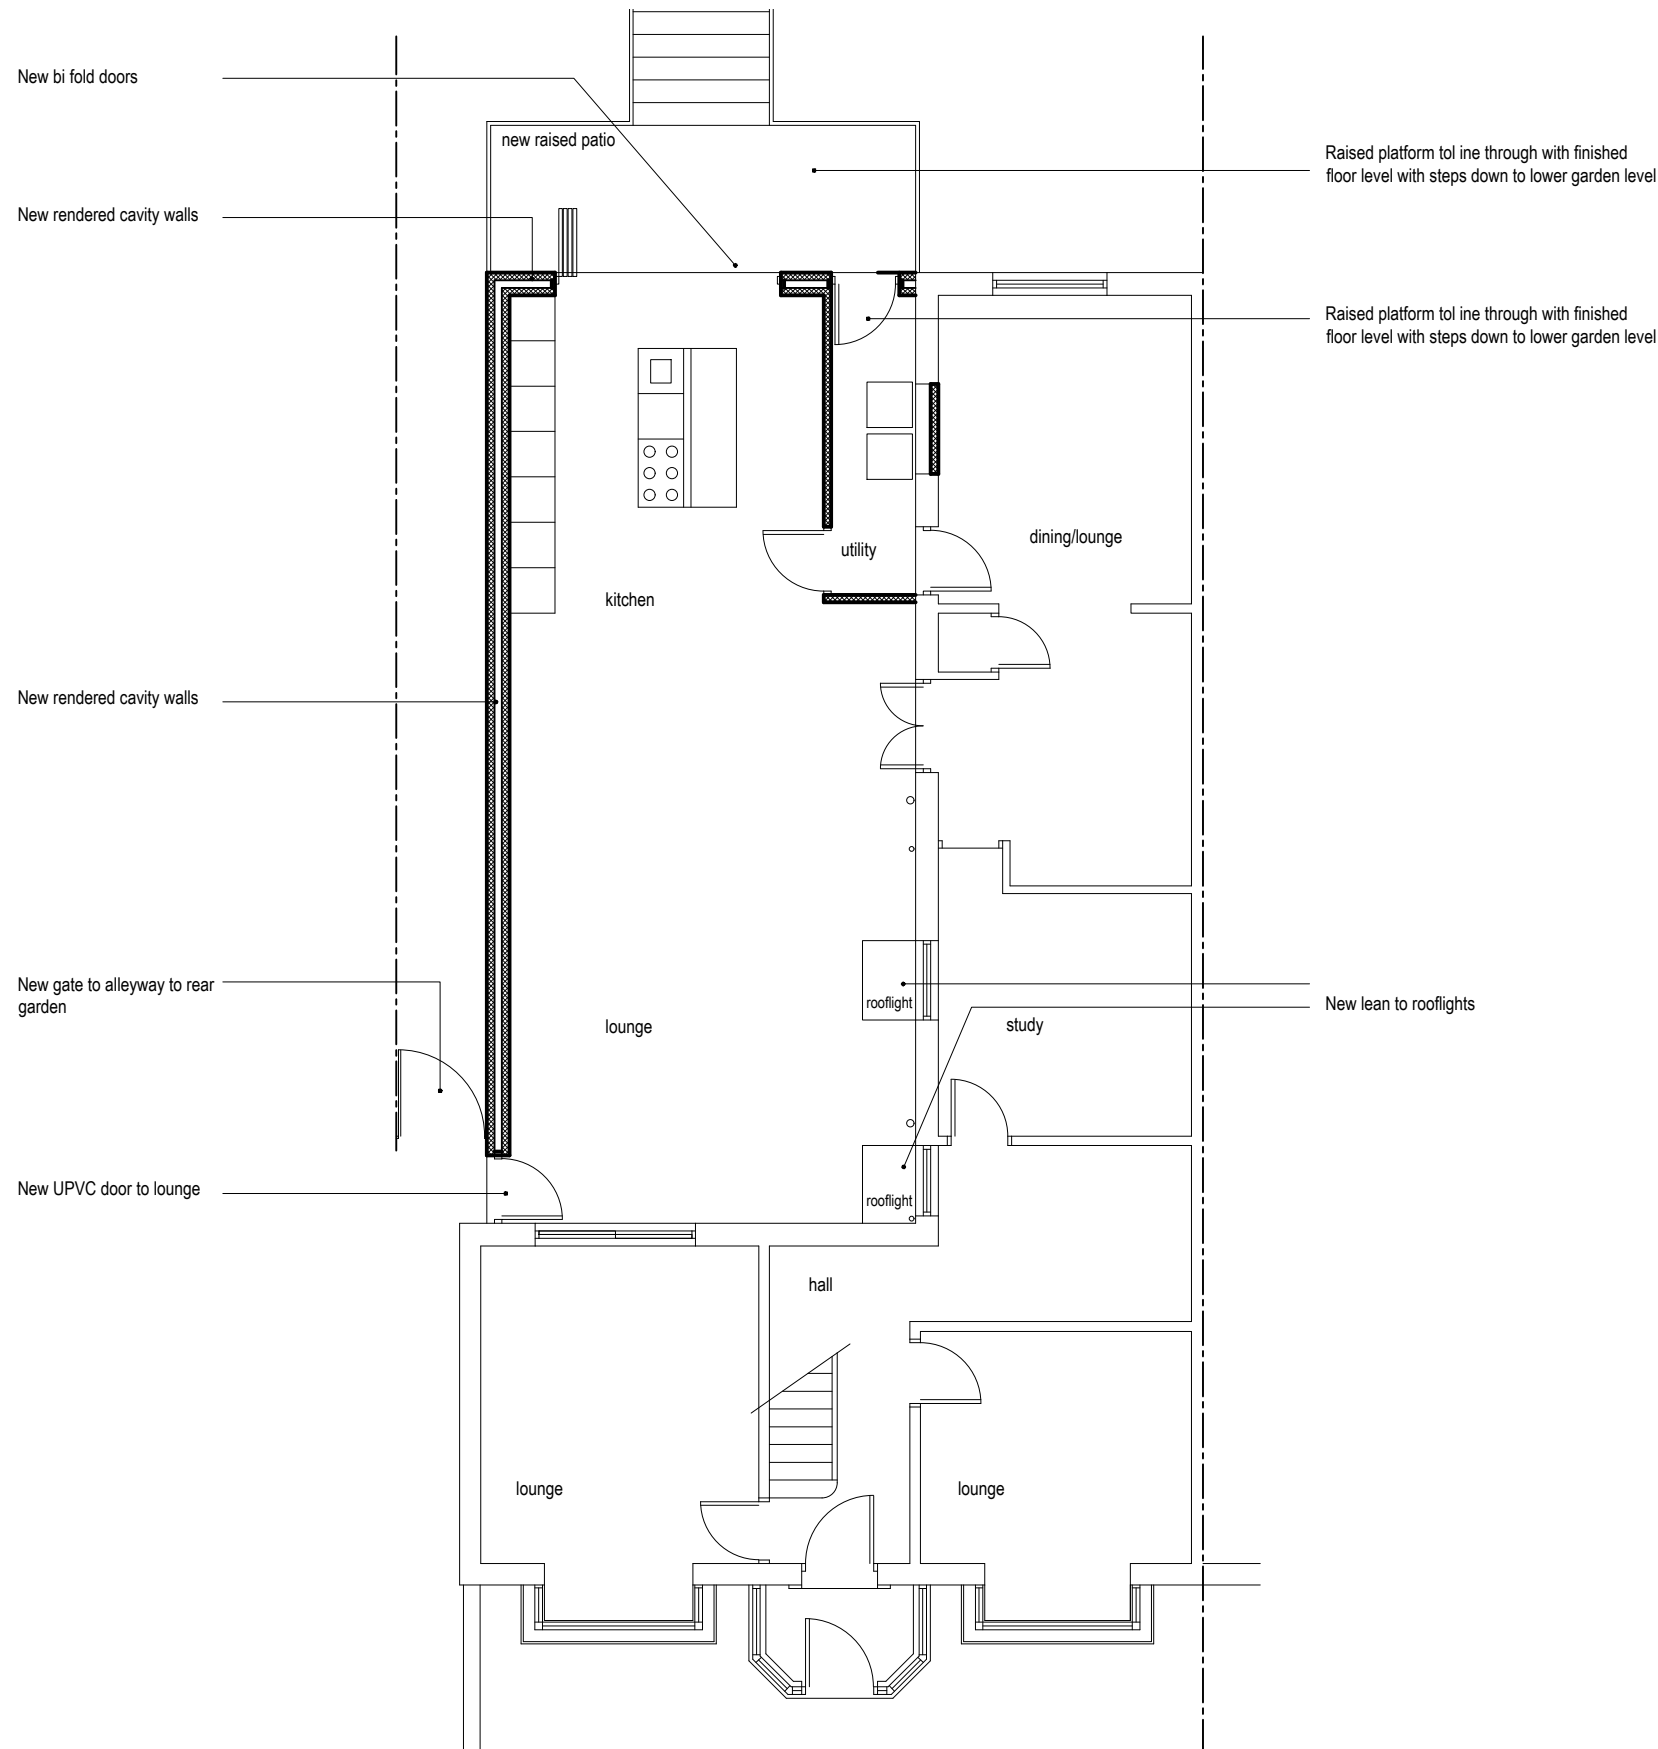 New bi fold doors
new raised patio
Raised platform tol ine through with finished
floor level with steps down to lower garden level
New rendered cavity walls
Raised platform tol ine through with finished
floor level with steps down to lower garden level
dining/lounge
utility
kitchen
New rendered cavity walls
New gate to alleyway to rear
garden
rooflight
New lean to rooflights
lounge
study
New UPVC door to lounge
rooflight
hall
lounge
lounge